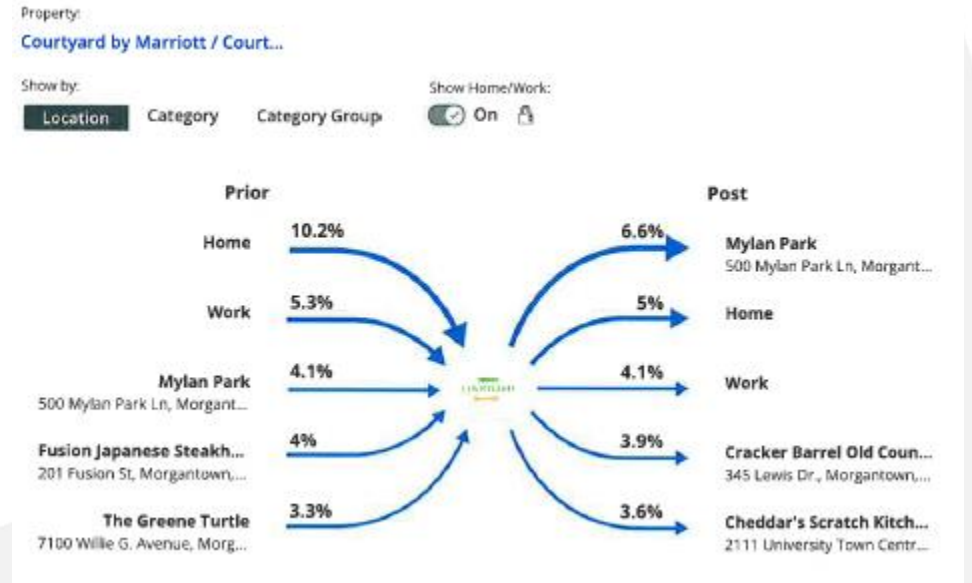 Property:
Courtyard by Marriott / Court...
Show by:
Show Home/Work:
Location
Category
Category Group
On
Prior
Post
Home
10.2%
Work
5.3%
Mylan Park
4.1%
500 Mylan Park Ln, Morgant...
Fusion Japanese Steakh...
4%
201 Fusion St, Morgantown,...
The Greene Turtle
3.3%
7100 Willie G. Avenue, Morg...
6.6%
Mylan Park
500 Mylan Park Ln, Morgant...
5%
Home
4.1%
Work
3.9%
Cracker Barrel Old Coun...
345 Lewis Dr., Morgantown,...
3.6%
Cheddar's Scratch Kitch...
2111 University Town Centr...